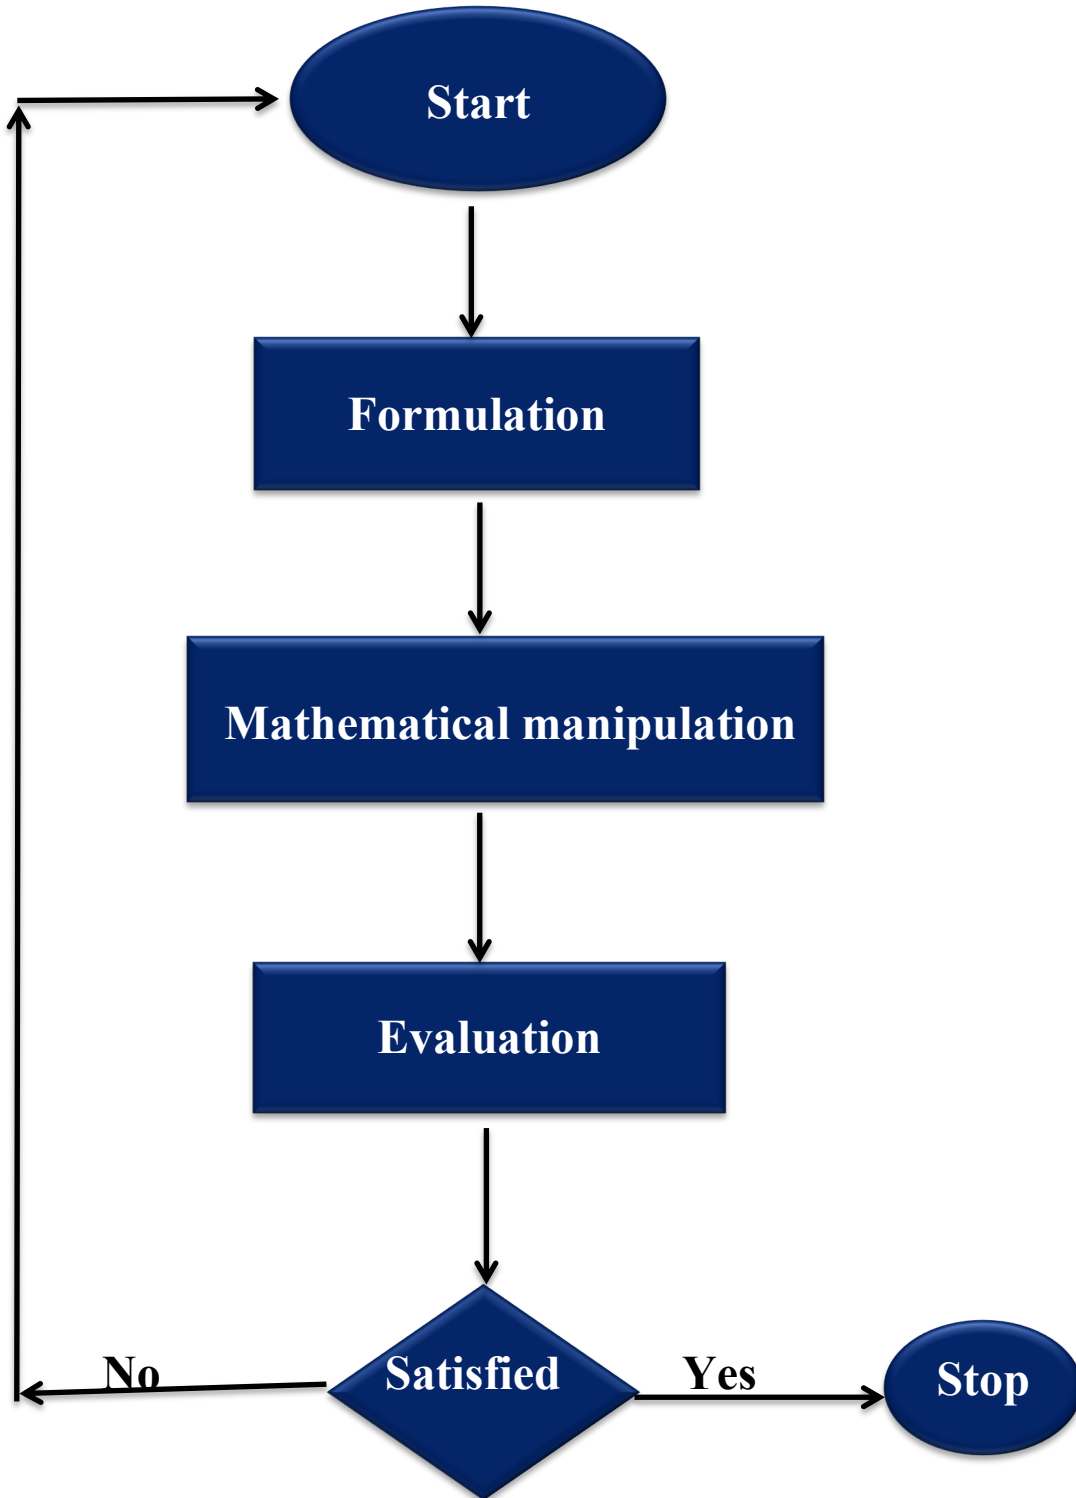 Start
Formulation
Mathematical manipulation
Evaluation
No
Satisfied
Yes
Stop